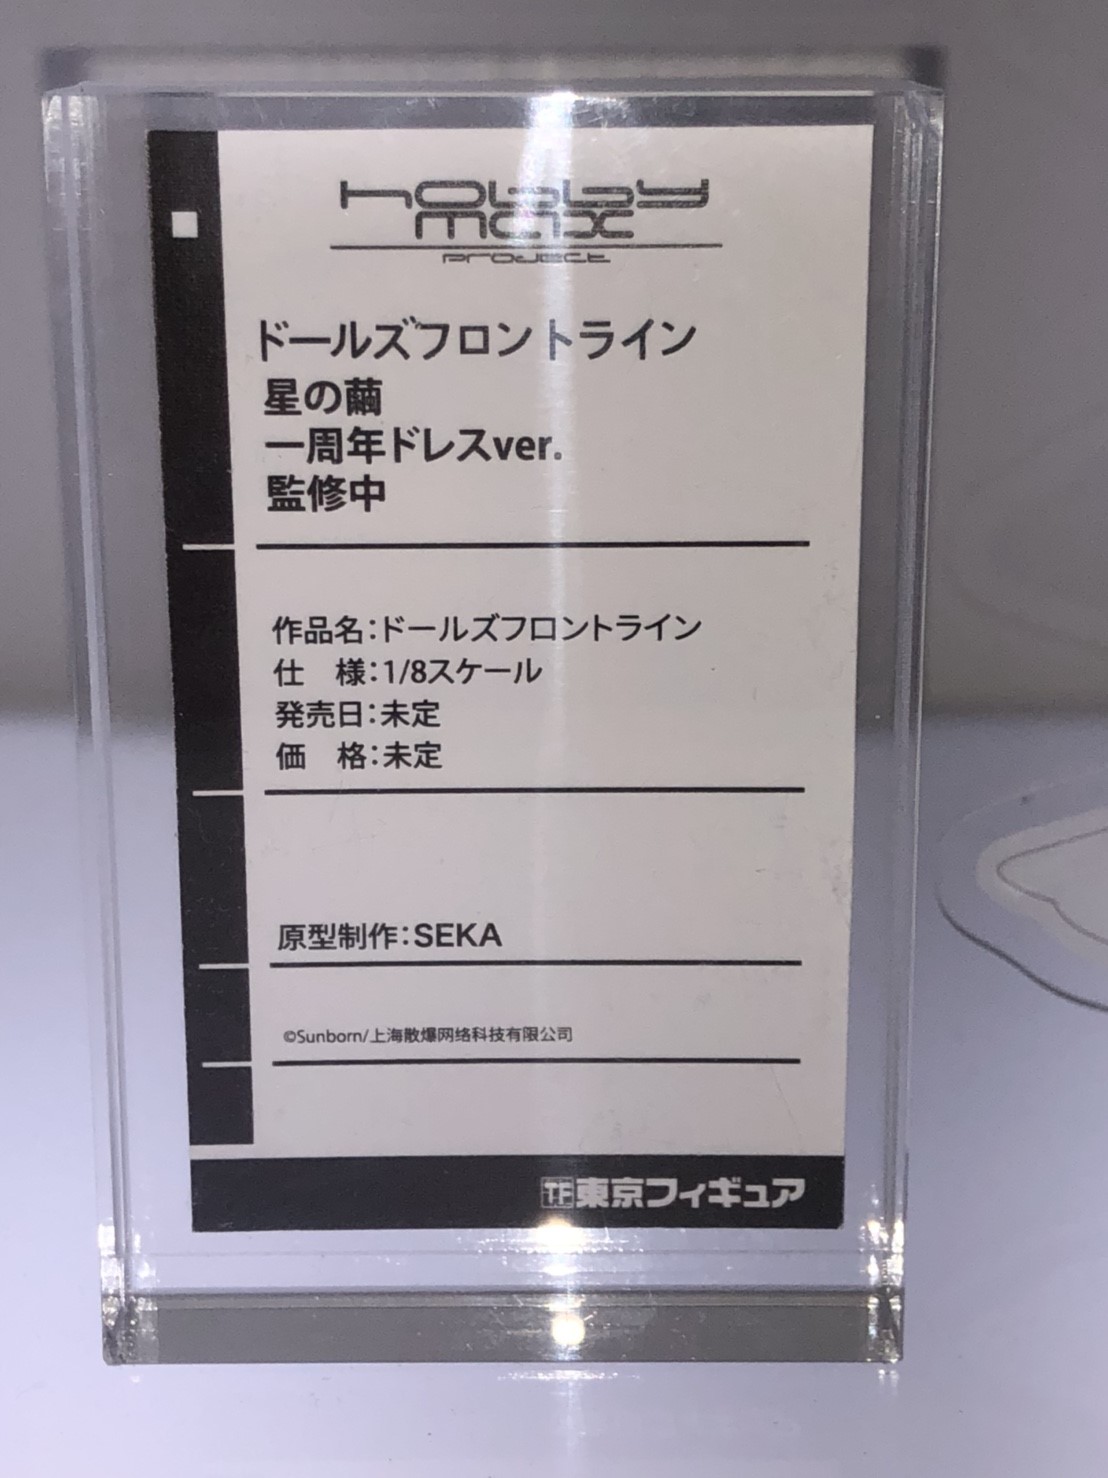 hobby
max
project
ドールズフロントライン
星の繭
一周年ドレスver.
監修中
作品名：ドールズフロントライン
仕　様：1/8スケール
発売日：未定
価　格：未定
原型制作：SEKA
©Sunborn/上海散爆网络科技有限公司
TF東京フィギュア